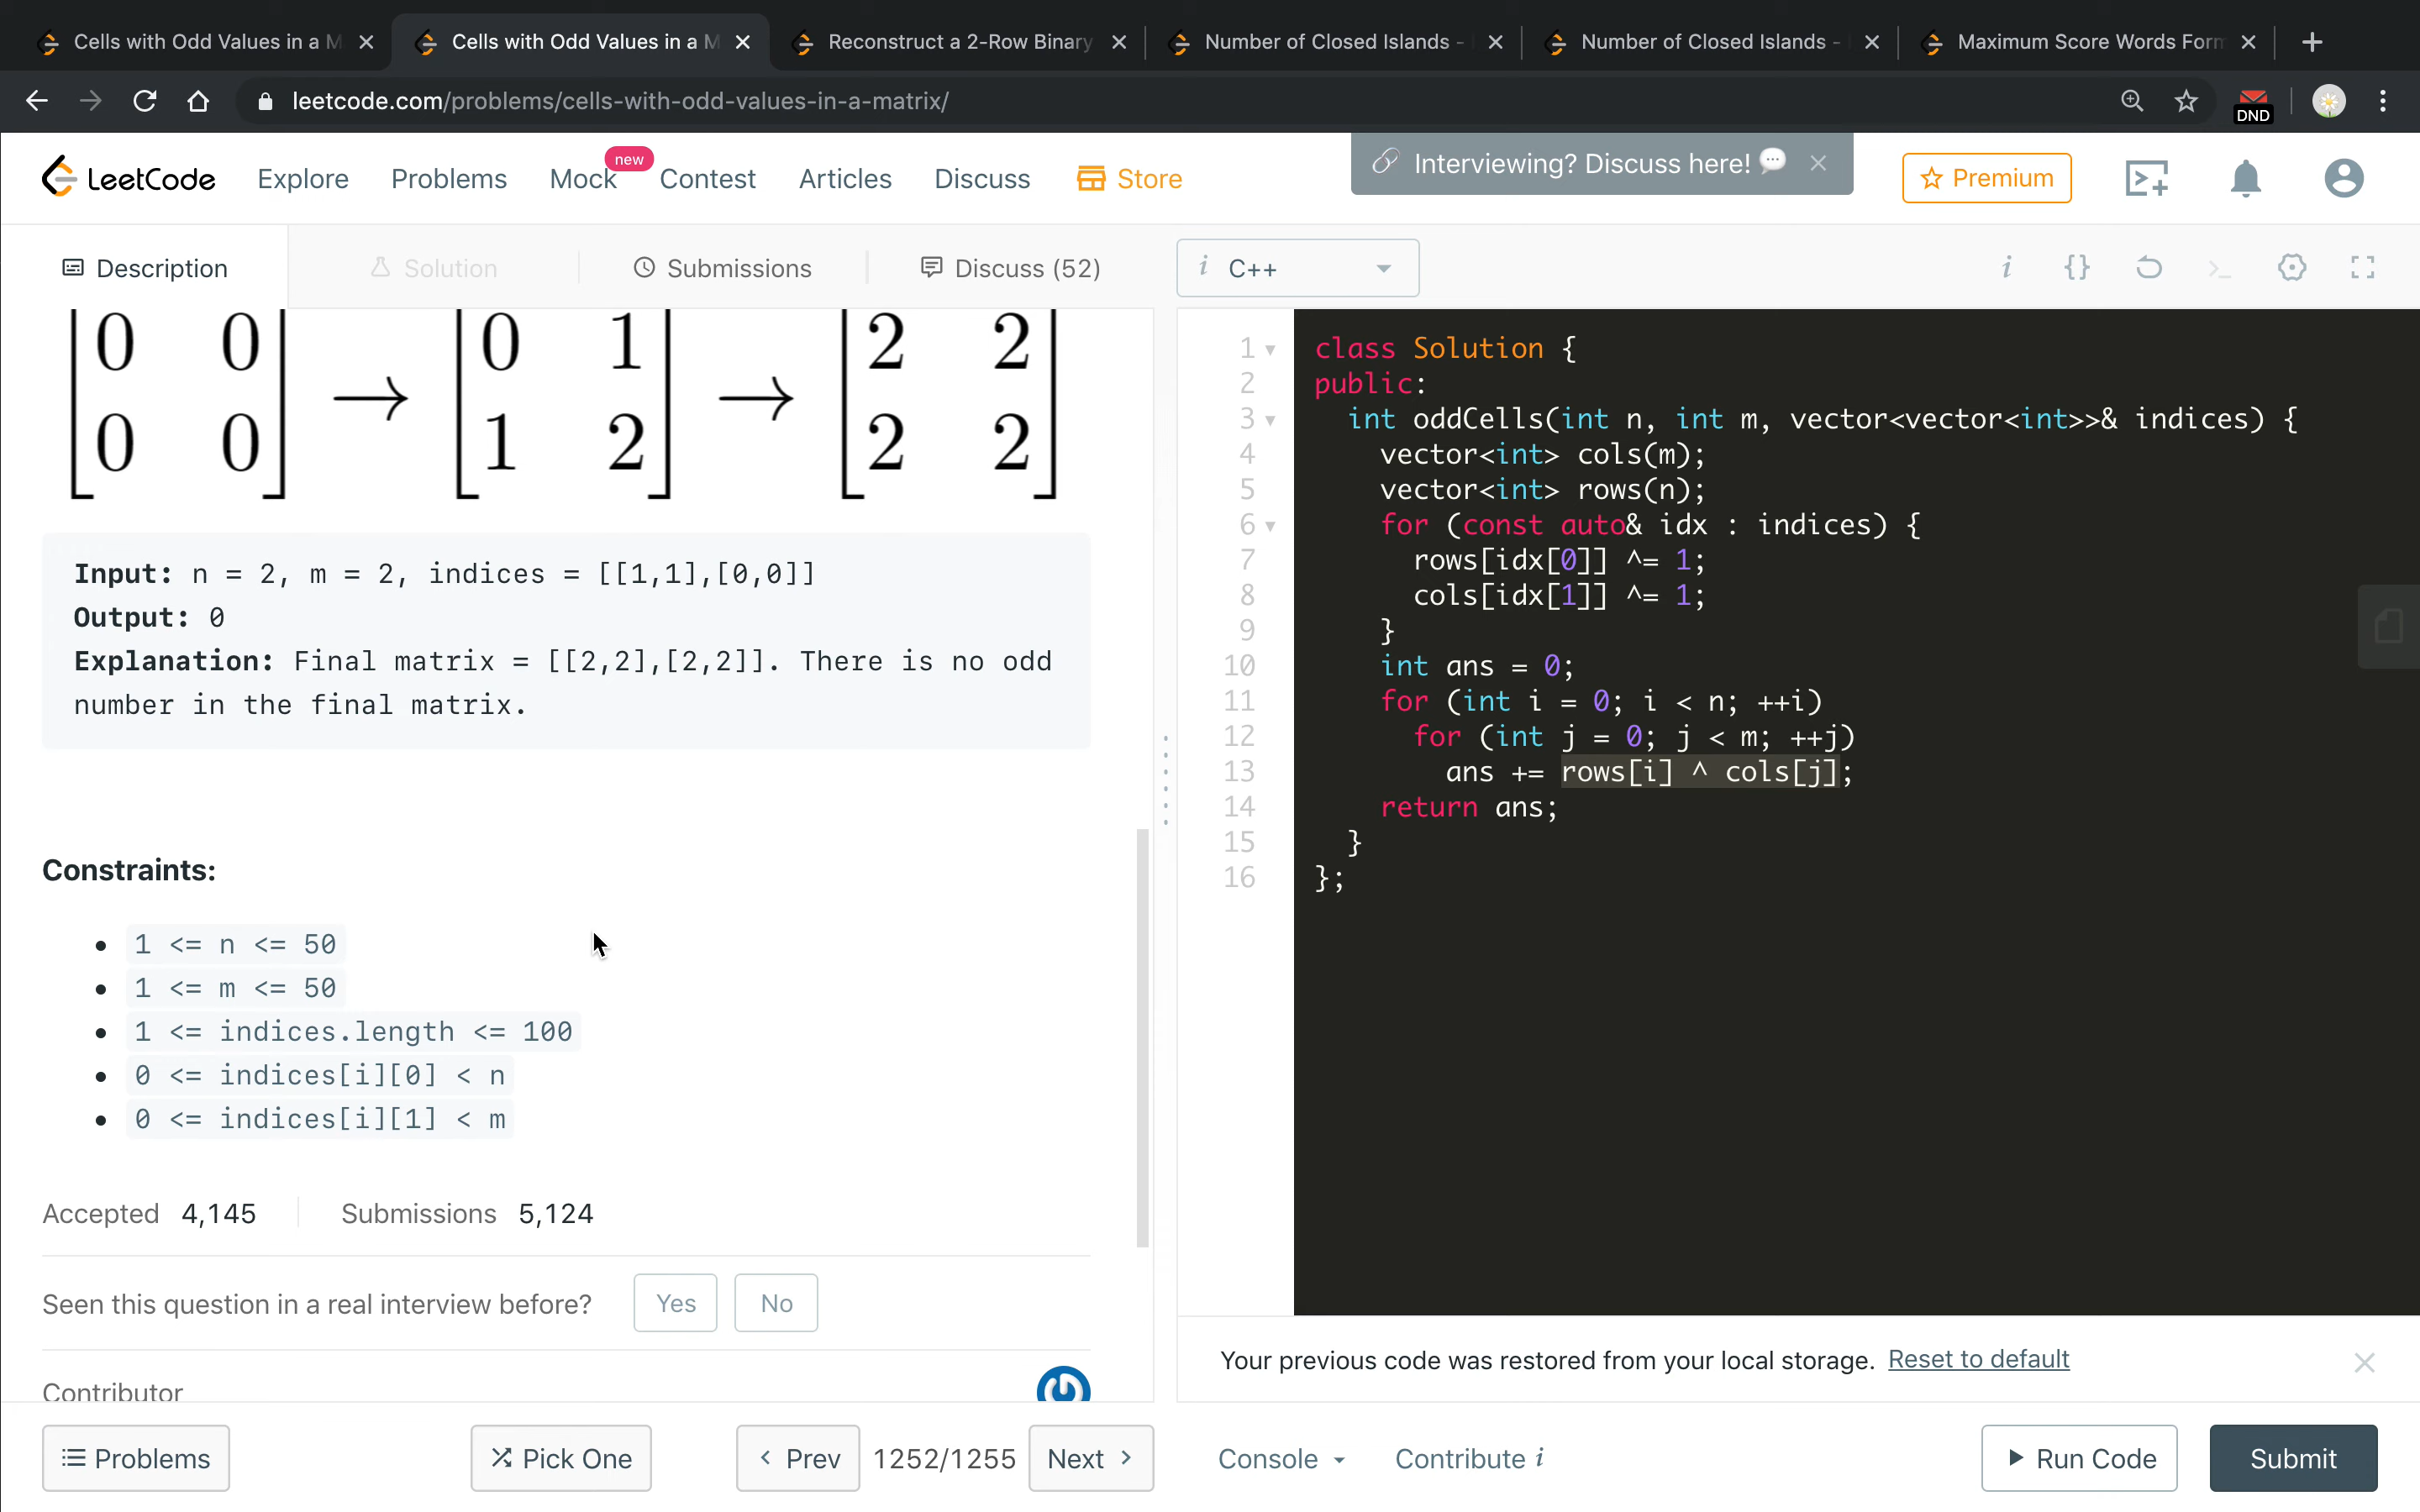 Cells with Odd Values in a M
Cells with Odd Values in a M
Reconstruct a 2-Row Binary
Number of Closed Islands -
Number of Closed Islands -
Maximum Score Words Form
leetcode.com/problems/cells-with-odd-values-in-a-matrix/
DND
LeetCode
Explore
Problems
Mock
new
Contest
Articles
Discuss
Store
Interviewing? Discuss here!
Premium
Description
Solution
Submissions
Discuss (52)
i C++
i {} >_
0 0 0 1 2 2
→ →
0 0 1 2 2 2
Input: n = 2, m = 2, indices = [[1,1],[0,0]]
Output: 0
Explanation: Final matrix = [[2,2],[2,2]]. There is no odd
number in the final matrix.
Constraints:
• 1 <= n <= 50
• 1 <= m <= 50
• 1 <= indices.length <= 100
• 0 <= indices[i][0] < n
• 0 <= indices[i][1] < m
Accepted 4,145
Submissions 5,124
Seen this question in a real interview before?
Yes
No
Contributor
Problems
Pick One
< Prev
1252/1255
Next >
1 class Solution {
2 public:
3   int oddCells(int n, int m, vector<vector<int>>& indices) {
4     vector<int> cols(m);
5     vector<int> rows(n);
6     for (const auto& idx : indices) {
7       rows[idx[0]] ^= 1;
8       cols[idx[1]] ^= 1;
9     }
10     int ans = 0;
11     for (int i = 0; i < n; ++i)
12       for (int j = 0; j < m; ++j)
13         ans += rows[i] ^ cols[j];
14     return ans;
15   }
16 };
Your previous code was restored from your local storage. Reset to default
Console
Contribute i
Run Code
Submit